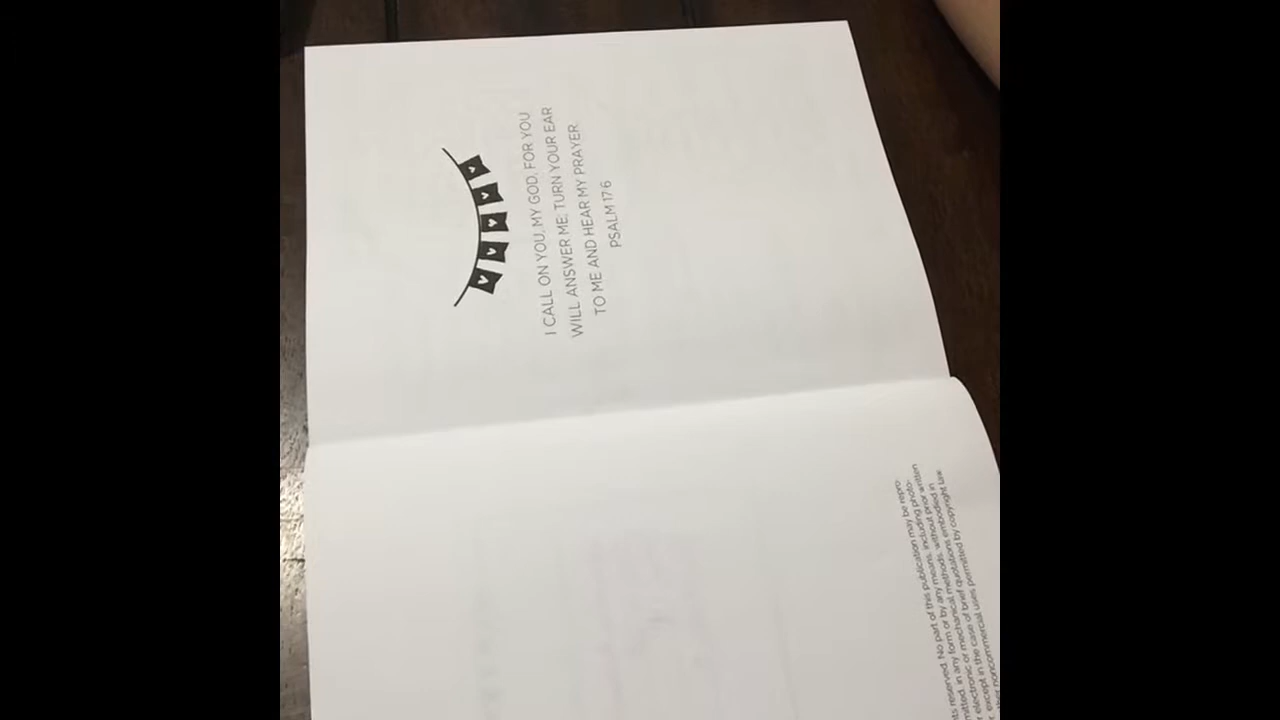 I CALL ON YOU, MY GOD, FOR YOU
WILL ANSWER ME; TURN YOUR EAR
TO ME AND HEAR MY PRAYER.
PSALM 17:6
reserved. No part of this publication may be repro-
in any form or by any means, including photo-
electronic or mechanical methods, without prior written
except in the case of brief quotations embodied in
noncommercial uses permitted by copyright law.